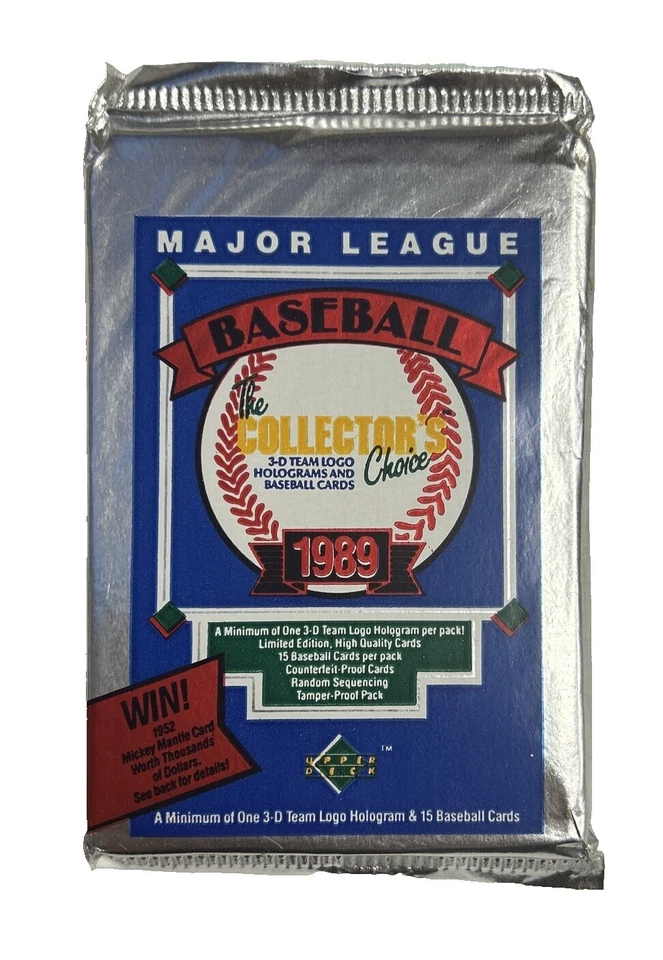 MAJOR LEAGUE
BASEBALL
The
COLLECTOR'S
Choice
3-D TEAM LOGO
HOLOGRAMS AND
BASEBALL CARDS
1989
A Minimum of One 3-D Team Logo Hologram per pack!
Limited Edition, High Quality Cards
15 Baseball Cards per pack
Counterfeit-Proof Cards
Random Sequencing
Tamper-Proof Pack
WIN!
1952
Mickey Mantle Card
Worth Thousands
of Dollars.
See back for details!
UPPER
DECK
TM
A Minimum of One 3-D Team Logo Hologram & 15 Baseball Cards